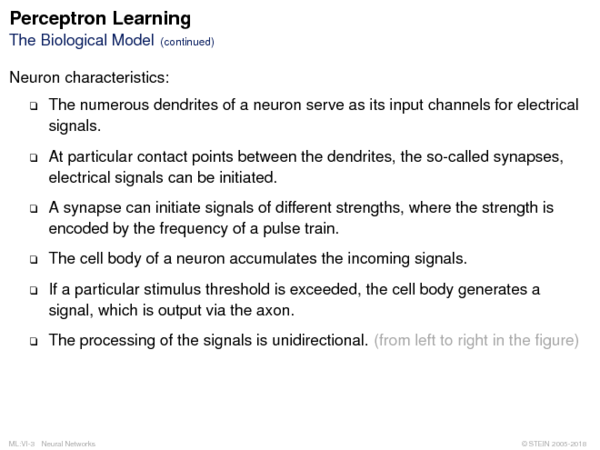 Perceptron Learning
The Biological Model (continued)
Neuron characteristics:
❑ The numerous dendrites of a neuron serve as its input channels for electrical
signals.
❑ At particular contact points between the dendrites, the so-called synapses,
electrical signals can be initiated.
❑ A synapse can initiate signals of different strengths, where the strength is
encoded by the frequency of a pulse train.
❑ The cell body of a neuron accumulates the incoming signals.
❑ If a particular stimulus threshold is exceeded, the cell body generates a
signal, which is output via the axon.
❑ The processing of the signals is unidirectional. (from left to right in the figure)
ML:VI-3 Neural Networks © STEIN 2005-2018